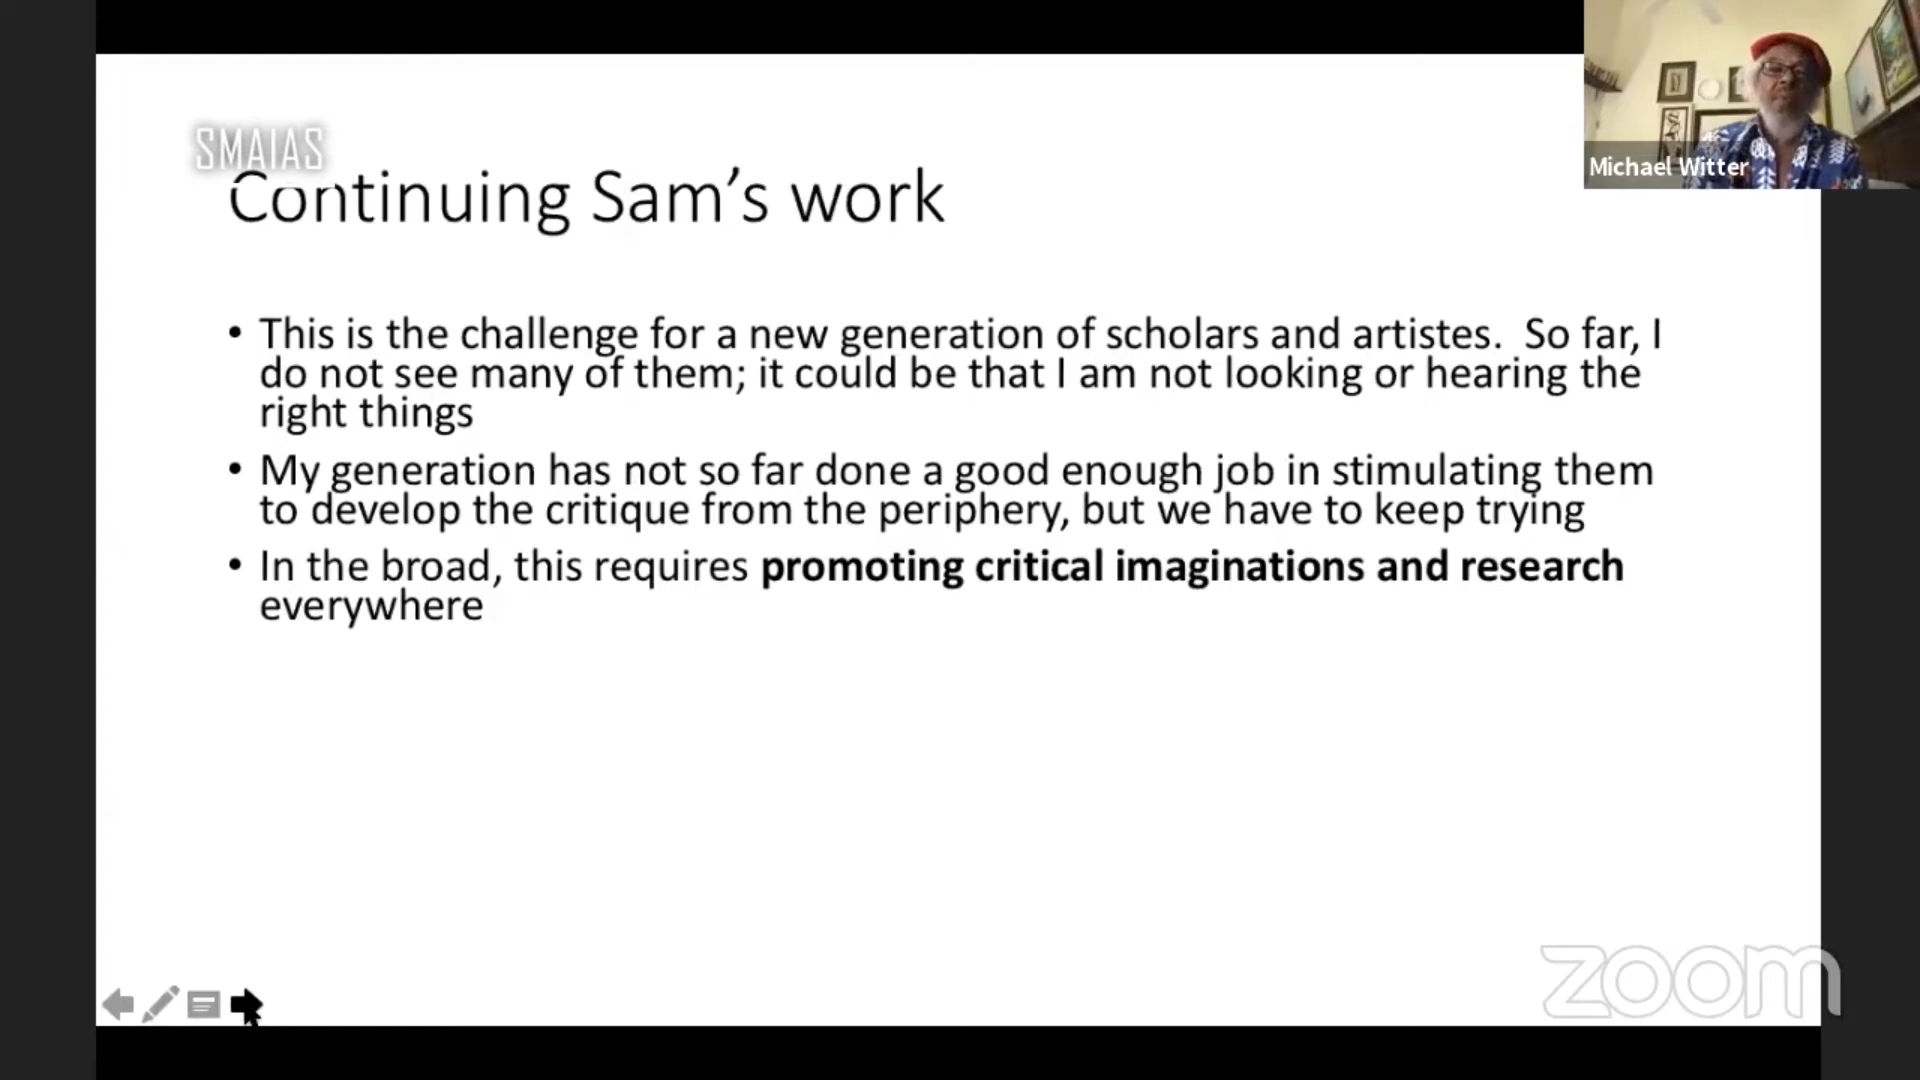 SMAIAS
Michael Witter
Continuing Sam’s work
• This is the challenge for a new generation of scholars and artistes.  So far, I
do not see many of them; it could be that I am not looking or hearing the
right things
• My generation has not so far done a good enough job in stimulating them
to develop the critique from the periphery, but we have to keep trying
• In the broad, this requires promoting critical imaginations and research
everywhere
zoom